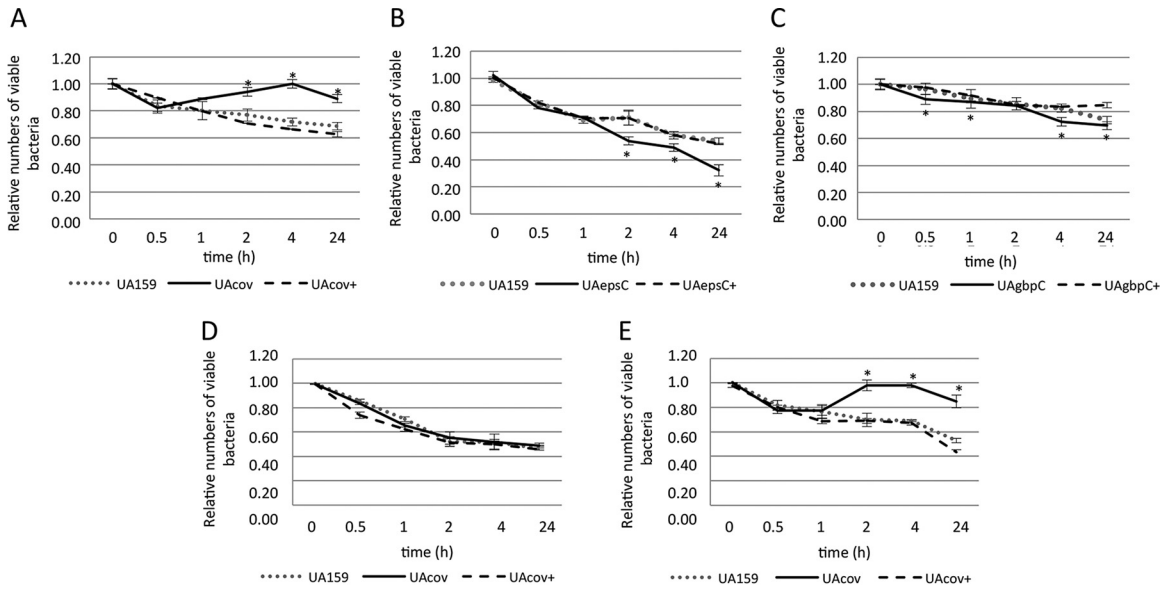 A
Relative numbers of viable
bacteria
1.20
1.00
0.80
0.60
0.40
0.20
0.00
*
*
*
0 0.5 1 2 4 24
time (h)
UA159 UAcov UAcov+
B
Relative numbers of viable
bacteria
1.20
1.00
0.80
0.60
0.40
0.20
0.00
*
*
*
0 0.5 1 2 4 24
time (h)
UA159 UAepsC UAepsC+
C
Relative numbers of viable
bacteria
1.20
1.00
0.80
0.60
0.40
0.20
0.00
*
*
*
*
0 0.5 1 2 4 24
time (h)
UA159 UAgbpC UAgbpC+
D
Relative numbers of viable
bacteria
1.20
1.00
0.80
0.60
0.40
0.20
0.00
0 0.5 1 2 4 24
time (h)
UA159 UAcov UAcov+
E
Relative numbers of viable
bacteria
1.20
1.00
0.80
0.60
0.40
0.20
0.00
*
*
*
0 0.5 1 2 4 24
time (h)
UA159 UAcov UAcov+